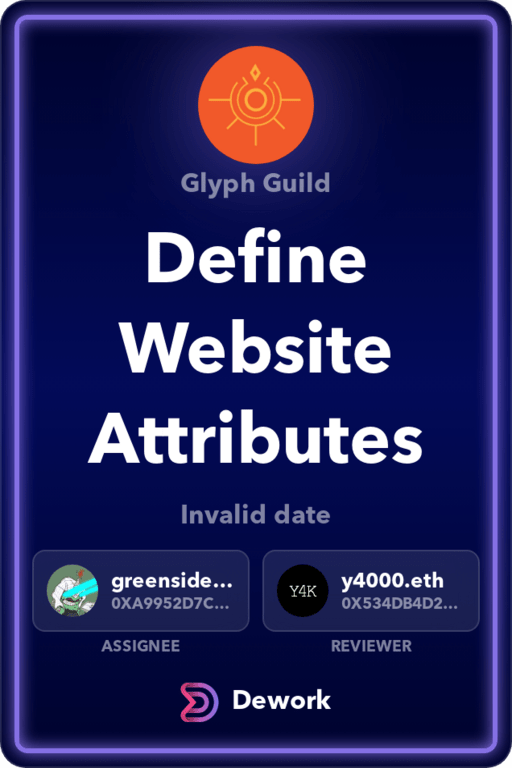 Glyph Guild
Define
Website
Attributes
Invalid date
greenside...
0XA9952D7C...
ASSIGNEE
Y4K
y4000.eth
0X534DB4D2...
REVIEWER
Dework